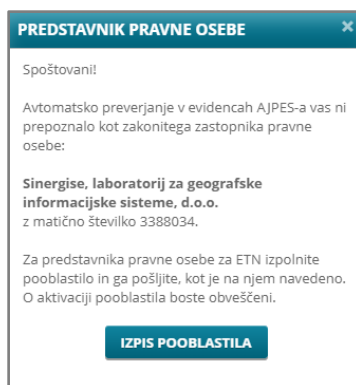 PREDSTAVNIK PRAVNE OSEBE ×
Spoštovani!
Avtomatsko preverjanje v evidencah AJPES-a vas ni
prepoznalo kot zakonitega zastopnika pravne
osebe:
Sinergise, laboratorij za geografske
informacijske sisteme, d.o.o.
z matično številko 3388034.
Za predstavnika pravne osebe za ETN izpolnite
pooblastilo in ga pošljite, kot je na njem navedeno.
O aktivaciji pooblastila boste obveščeni.
IZPIS POOBLASTILA